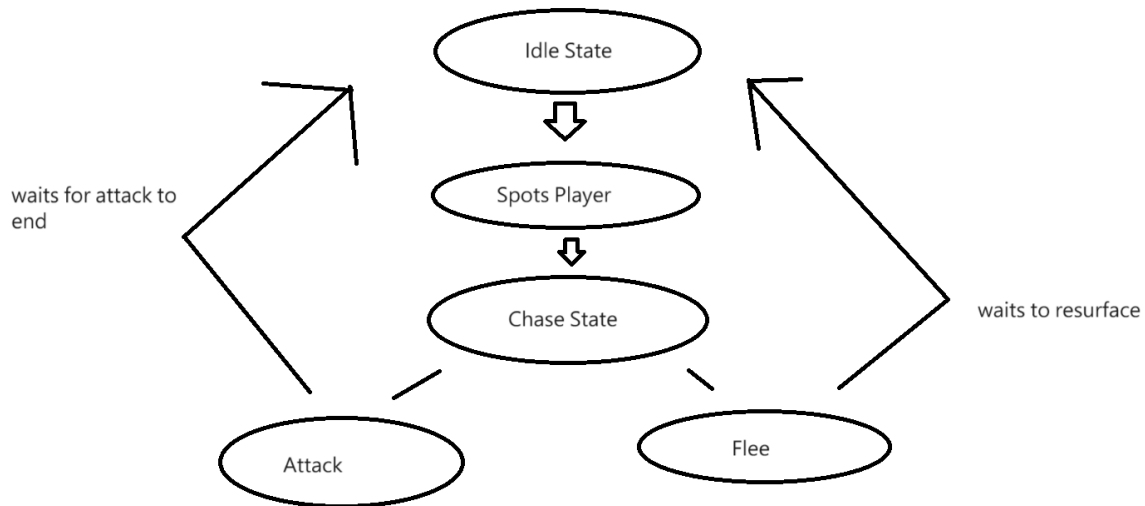 Idle State
waits for attack to
end
Spots Player
Chase State
waits to resurface
Attack
Flee